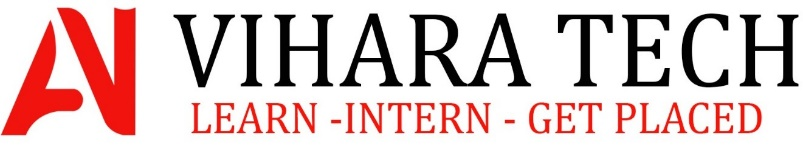 VIHARA TECH
LEARN -INTERN - GET PLACED